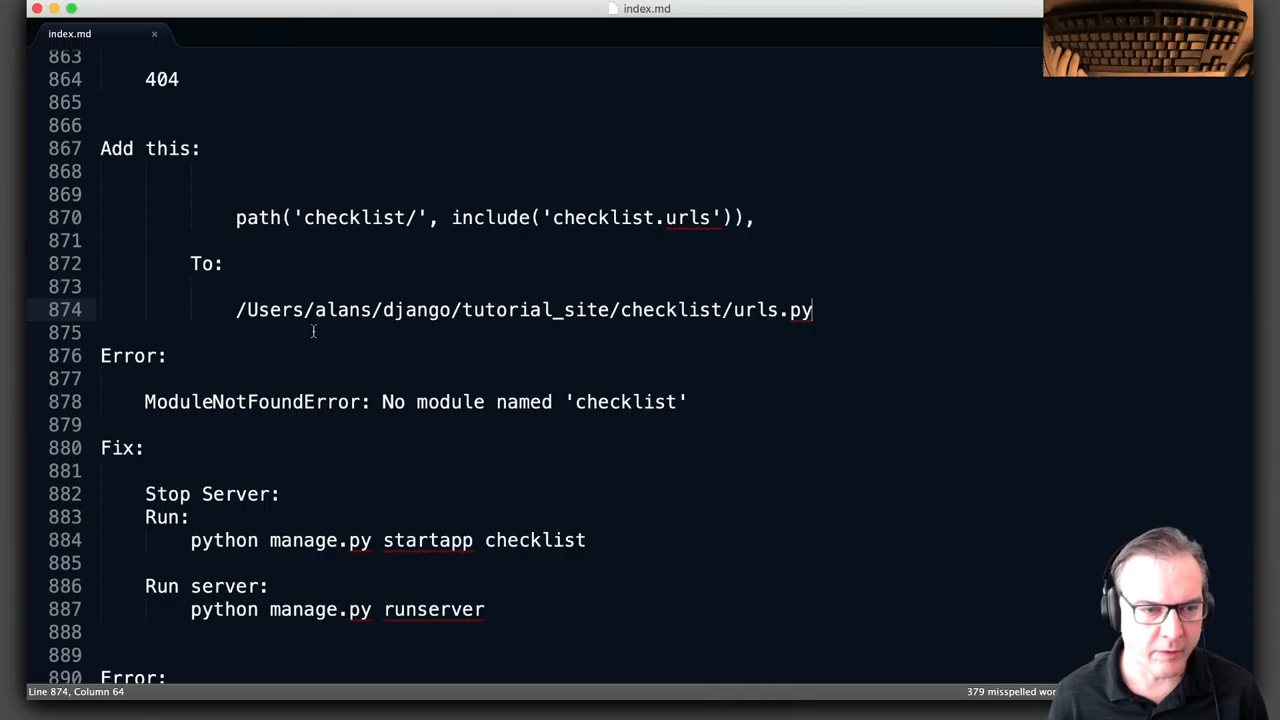 index.md
index.md
863
864 404
865
866
867 Add this:
868
869
870 path('checklist/', include('checklist.urls')),
871
872 To:
873
874 /Users/alans/django/tutorial_site/checklist/urls.py
875
876 Error:
877
878 ModuleNotFoundError: No module named 'checklist'
879
880 Fix:
881
882 Stop Server:
883 Run:
884 python manage.py startapp checklist
885
886 Run server:
887 python manage.py runserver
888
889
890 Error:
Line 874, Column 64
379 misspelled